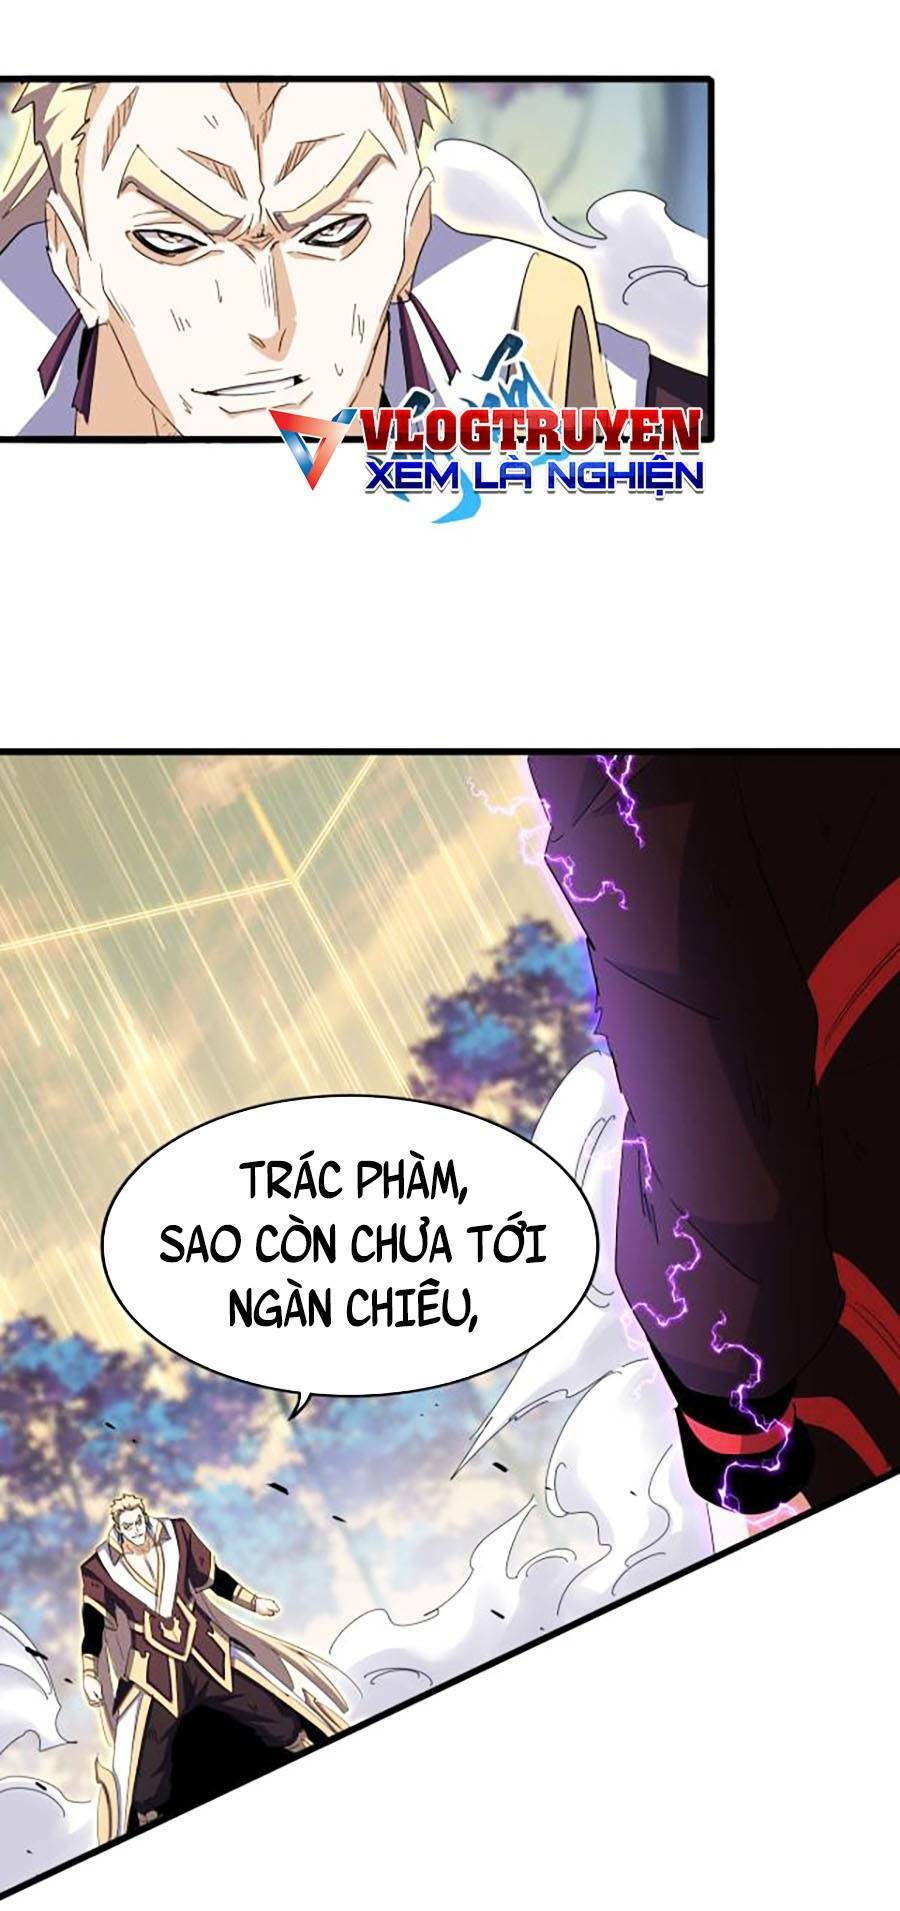 VLOGTRUYEN
XEM LÀ NGHIỆN
TRÁC PHÀM,
SAO CÒN CHƯA TỚI
NGÀN CHIÊU,